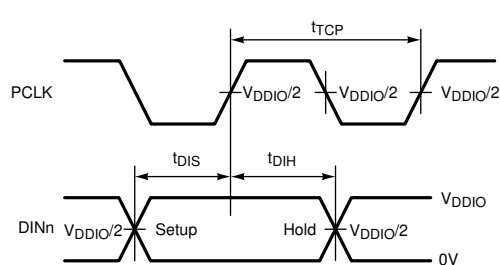 tTCP
PCLK VDDIO/2 VDDIO/2 VDDIO/2
tDIS tDIH
VDDIO
DINn VDDIO/2 Setup Hold VDDIO/2
0V